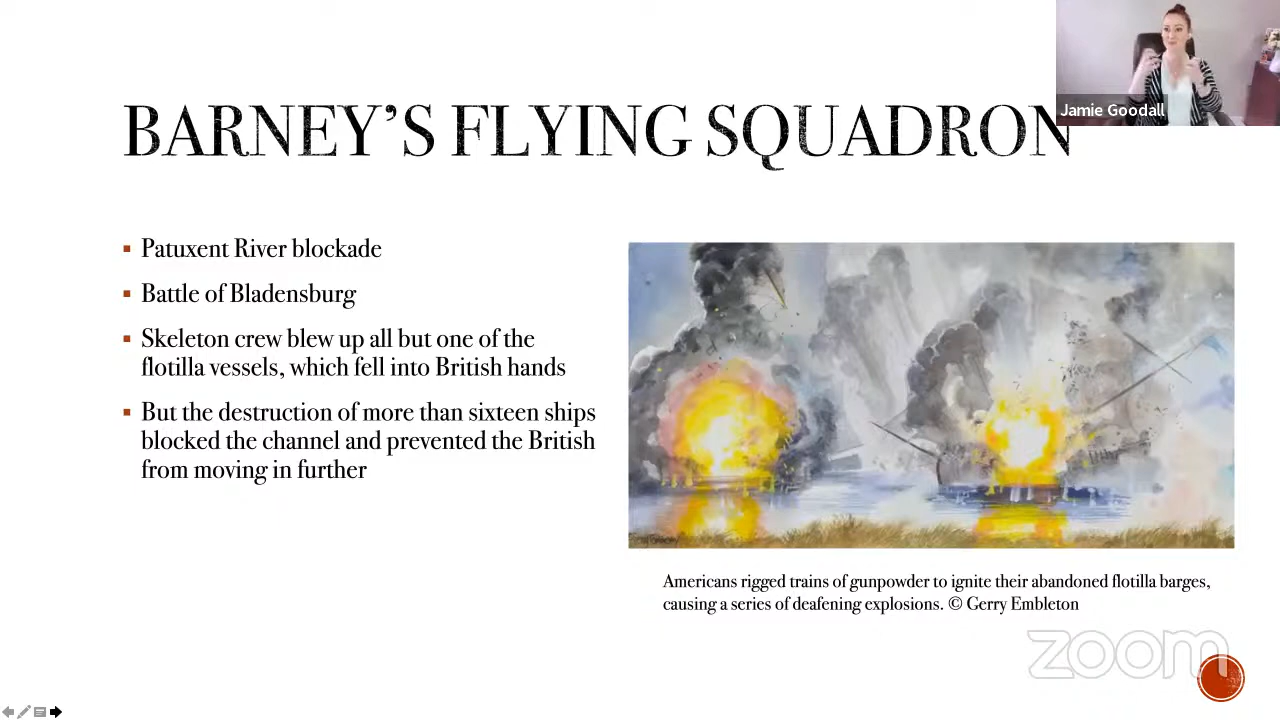 Jamie Goodall
BARNEY'S FLYING SQUADRON
Patuxent River blockade
Battle of Bladensburg
Skeleton crew blew up all but one of the
flotilla vessels, which fell into British hands
But the destruction of more than sixteen ships
blocked the channel and prevented the British
from moving in further
Americans rigged trains of gunpowder to ignite their abandoned flotilla barges,
causing a series of deafening explosions. © Gerry Embleton
zoom